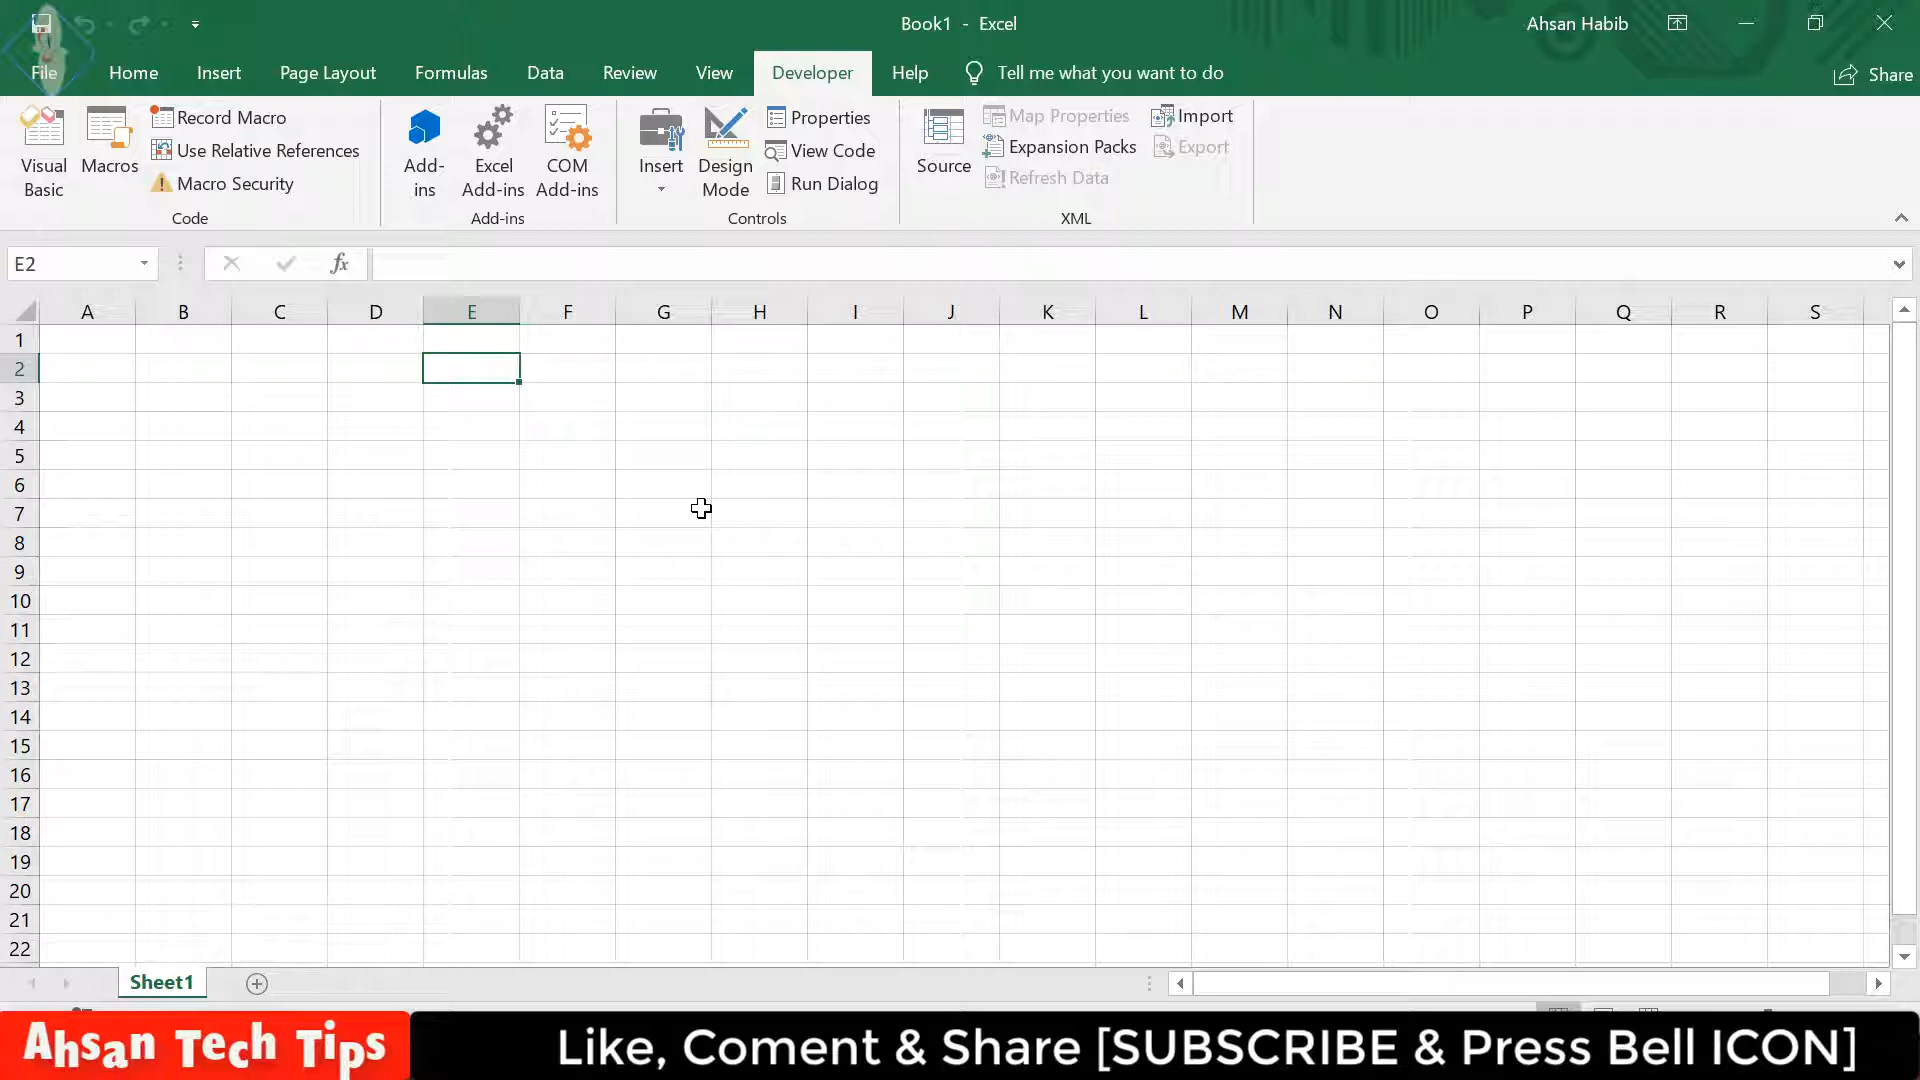 Book1 - Excel
Ahsan Habib
File Home Insert Page Layout Formulas Data Review View Developer Help Tell me what you want to do Share
Visual Basic
Macros
Record Macro
Use Relative References
Macro Security
Code
Add-ins
Excel Add-ins
COM Add-ins
Add-ins
Insert
Design Mode
Properties
View Code
Run Dialog
Controls
Source
Map Properties
Expansion Packs
Refresh Data
Import
Export
XML
E2
fx
A B C D E F G H I J K L M N O P Q R S
1
2
3
4
5
6
7
8
9
10
11
12
13
14
15
16
17
18
19
20
21
22
Sheet1
Ahsan Tech Tips
Like, Coment & Share [SUBSCRIBE & Press Bell ICON]